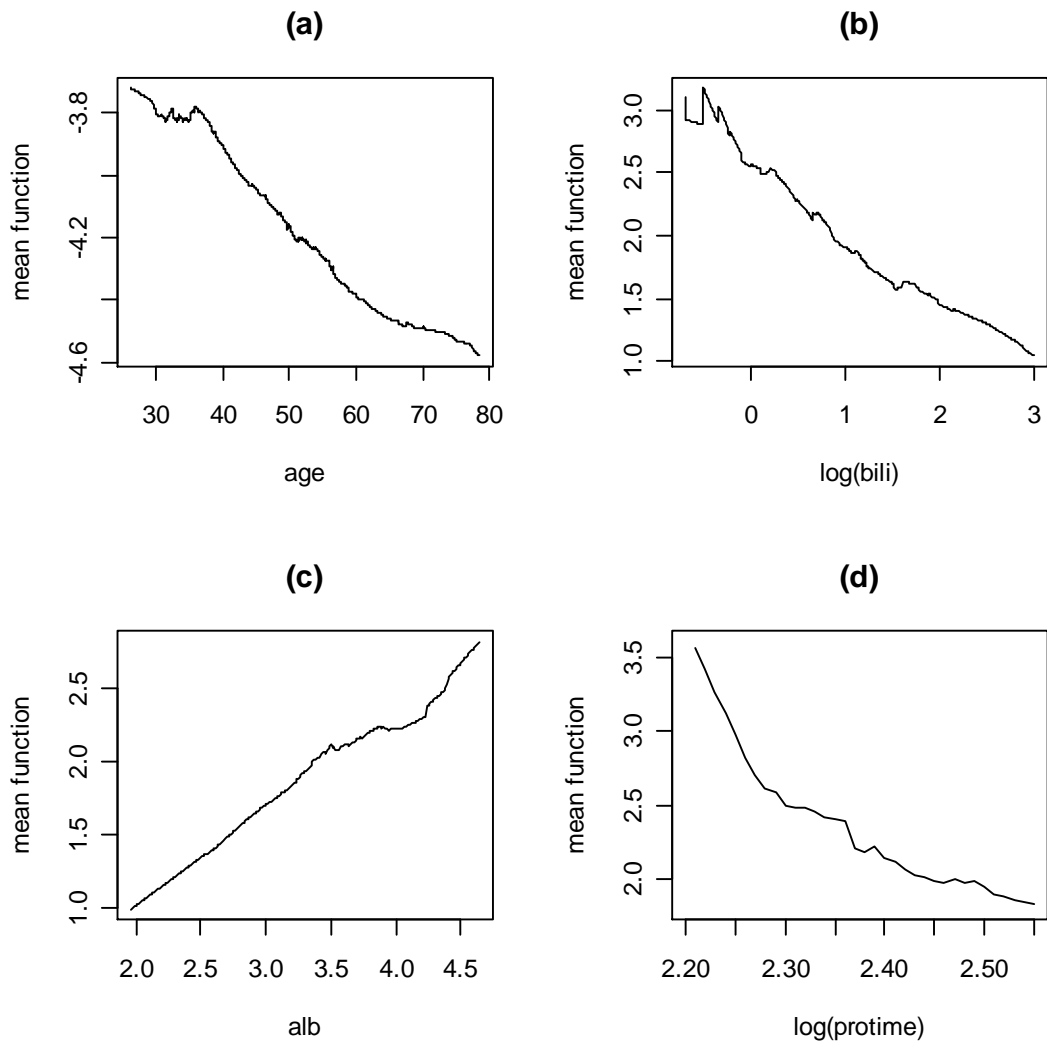 (a)
mean function
-3.8
-4.2
-4.6
30 40 50 60 70 80
age
(b)
mean function
3.0
2.5
2.0
1.5
1.0
0 1 2 3
log(bili)
(c)
mean function
2.5
2.0
1.5
1.0
2.0 2.5 3.0 3.5 4.0 4.5
alb
(d)
mean function
3.5
3.0
2.5
2.0
2.20 2.30 2.40 2.50
log(protime)